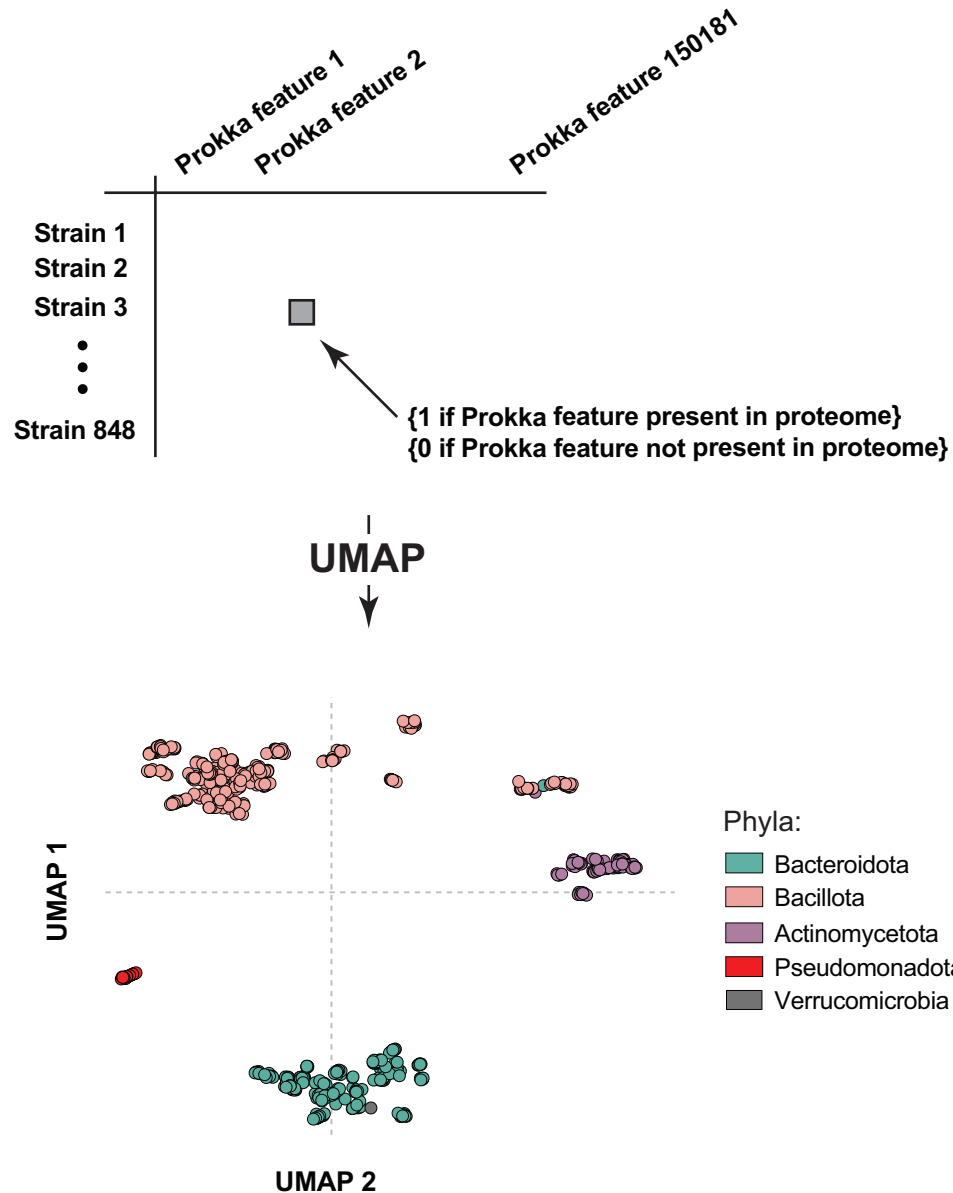 Prokka feature 1
Prokka feature 2
Prokka feature 150181
Strain 1
Strain 2
Strain 3
Strain 848
{1 if Prokka feature present in proteome}
{0 if Prokka feature not present in proteome}
UMAP
UMAP 1
UMAP 2
Phyla:
Bacteroidota
Bacillota
Actinomycetota
Pseudomonadota
Verrucomicrobia